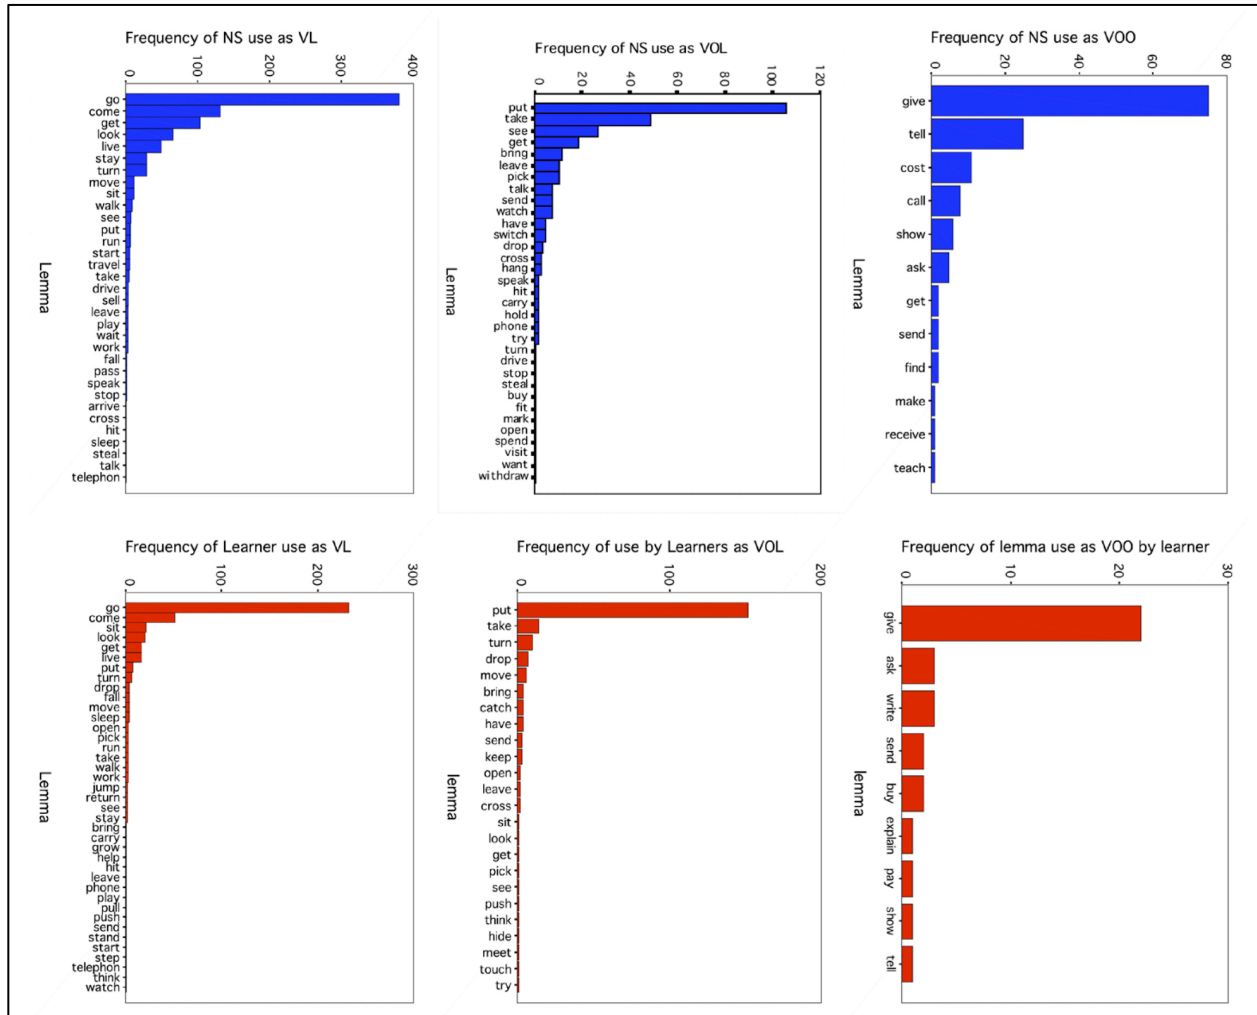 Frequency of NS use as VL
0 100 200 300 400
go
come
get
look
live
stay
turn
move
sit
walk
see
put
run
start
travel
take
drive
sell
leave
play
wait
work
fall
pass
speak
stop
arrive
cross
hit
sleep
steal
talk
telephon
Lemma
Frequency of NS use as VOL
0 20 40 60 80 100 120
put
take
see
get
bring
leave
pick
talk
send
watch
have
switch
drop
cross
hang
speak
hit
carry
hold
phone
try
turn
drive
stop
steal
buy
fit
mark
open
spend
visit
want
withdraw
Lemma
Frequency of NS use as VOO
0 20 40 60 80
give
tell
cost
call
show
ask
get
send
find
make
receive
teach
Lemma
Frequency of Learner use as VL
0 100 200 300
go
come
sit
look
get
live
put
turn
drop
fall
move
sleep
open
pick
run
take
walk
work
jump
return
see
stay
bring
carry
grow
help
hit
leave
phone
play
pull
push
send
stand
start
step
telephon
think
watch
Lemma
Frequency of use by Learners as VOL
0 100 200
put
take
turn
drop
move
bring
catch
have
send
keep
open
leave
cross
sit
look
get
pick
see
push
think
hide
meet
touch
try
lemma
Frequency of lemma use as VOO by learner
0 10 20 30
give
ask
write
send
buy
explain
pay
show
tell
lemma